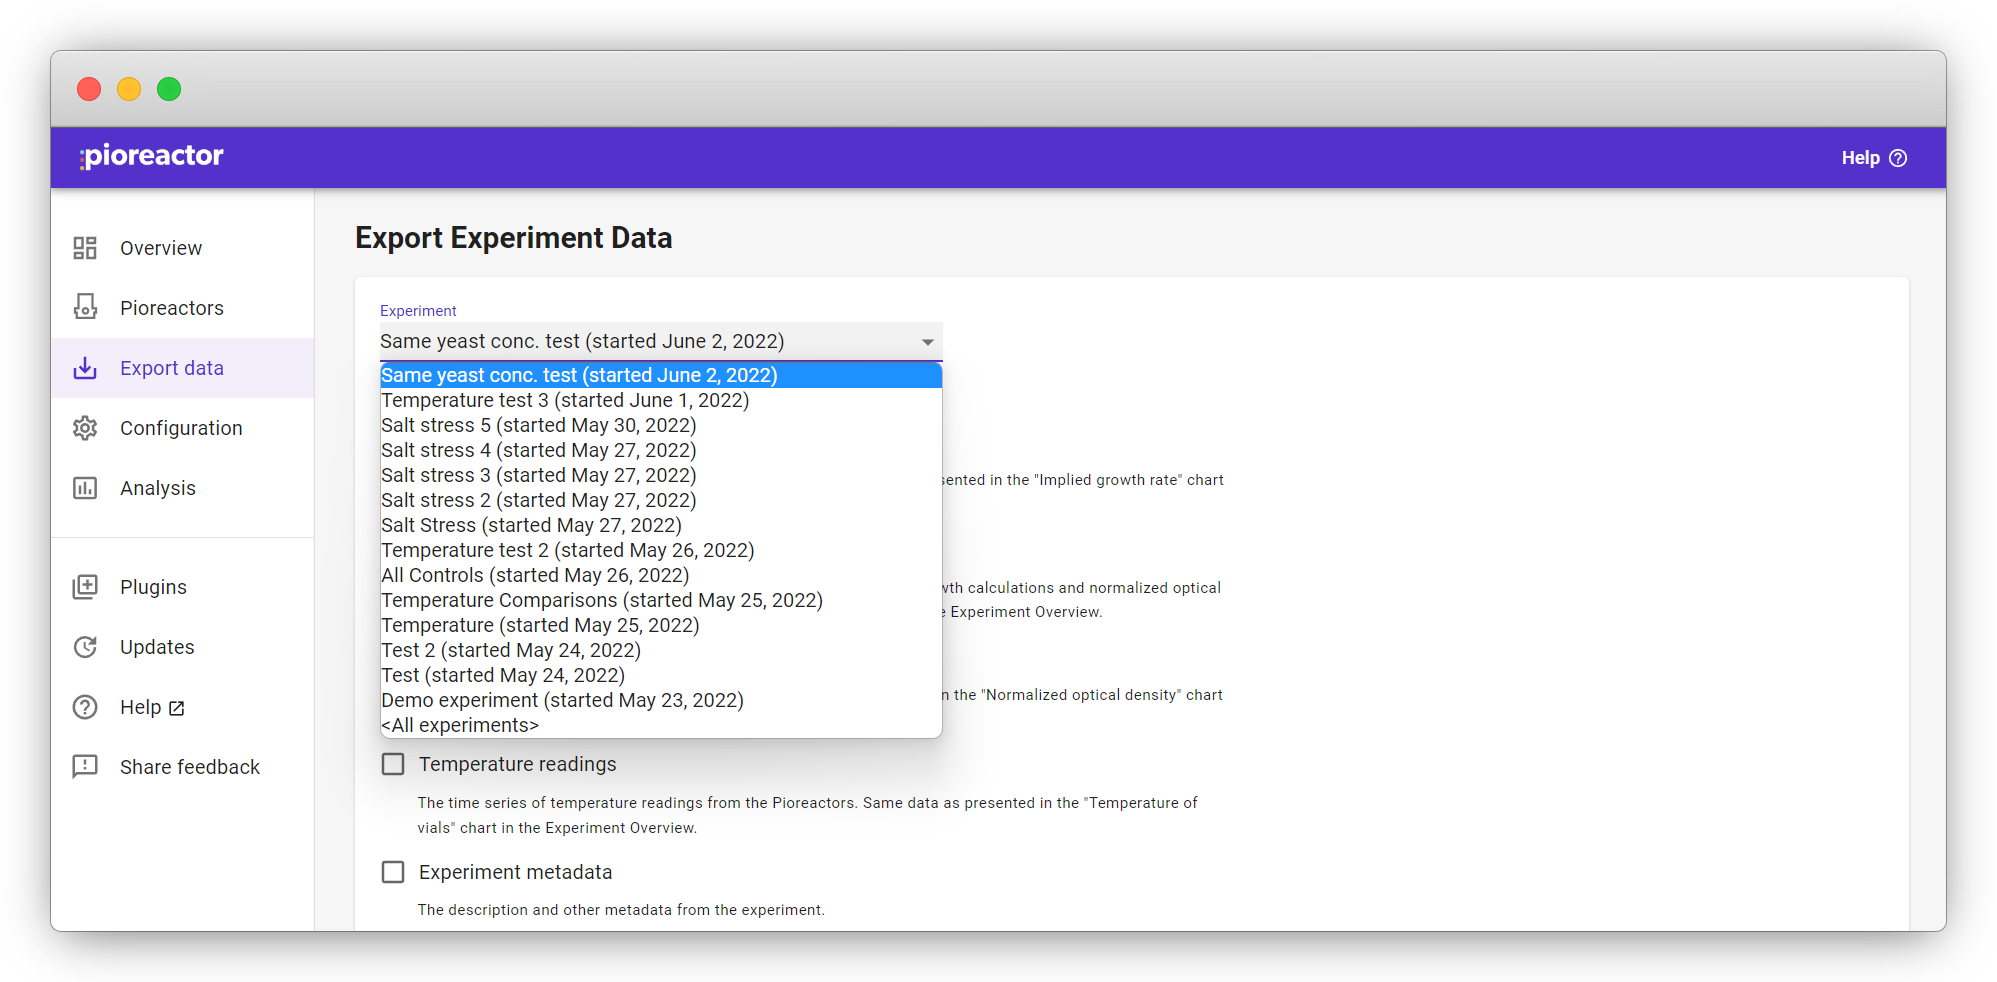 pioreactor
Help
Overview
Pioreactors
Export data
Configuration
Analysis
Plugins
Updates
Help
Share feedback
Export Experiment Data
Experiment
Same yeast conc. test (started June 2, 2022)
Same yeast conc. test (started June 2, 2022)
Temperature test 3 (started June 1, 2022)
Salt stress 5 (started May 30, 2022)
Salt stress 4 (started May 27, 2022)
Salt stress 3 (started May 27, 2022)
Salt stress 2 (started May 27, 2022)
Salt Stress (started May 27, 2022)
Temperature test 2 (started May 26, 2022)
All Controls (started May 26, 2022)
Temperature Comparisons (started May 25, 2022)
Temperature (started May 25, 2022)
Test 2 (started May 24, 2022)
Test (started May 24, 2022)
Demo experiment (started May 23, 2022)
<All experiments>
in the "Implied growth rate" chart
calculations and normalized optical
Experiment Overview.
the "Normalized optical density" chart
Temperature readings
The time series of temperature readings from the Pioreactors. Same data as presented in the "Temperature of
vials" chart in the Experiment Overview.
Experiment metadata
The description and other metadata from the experiment.